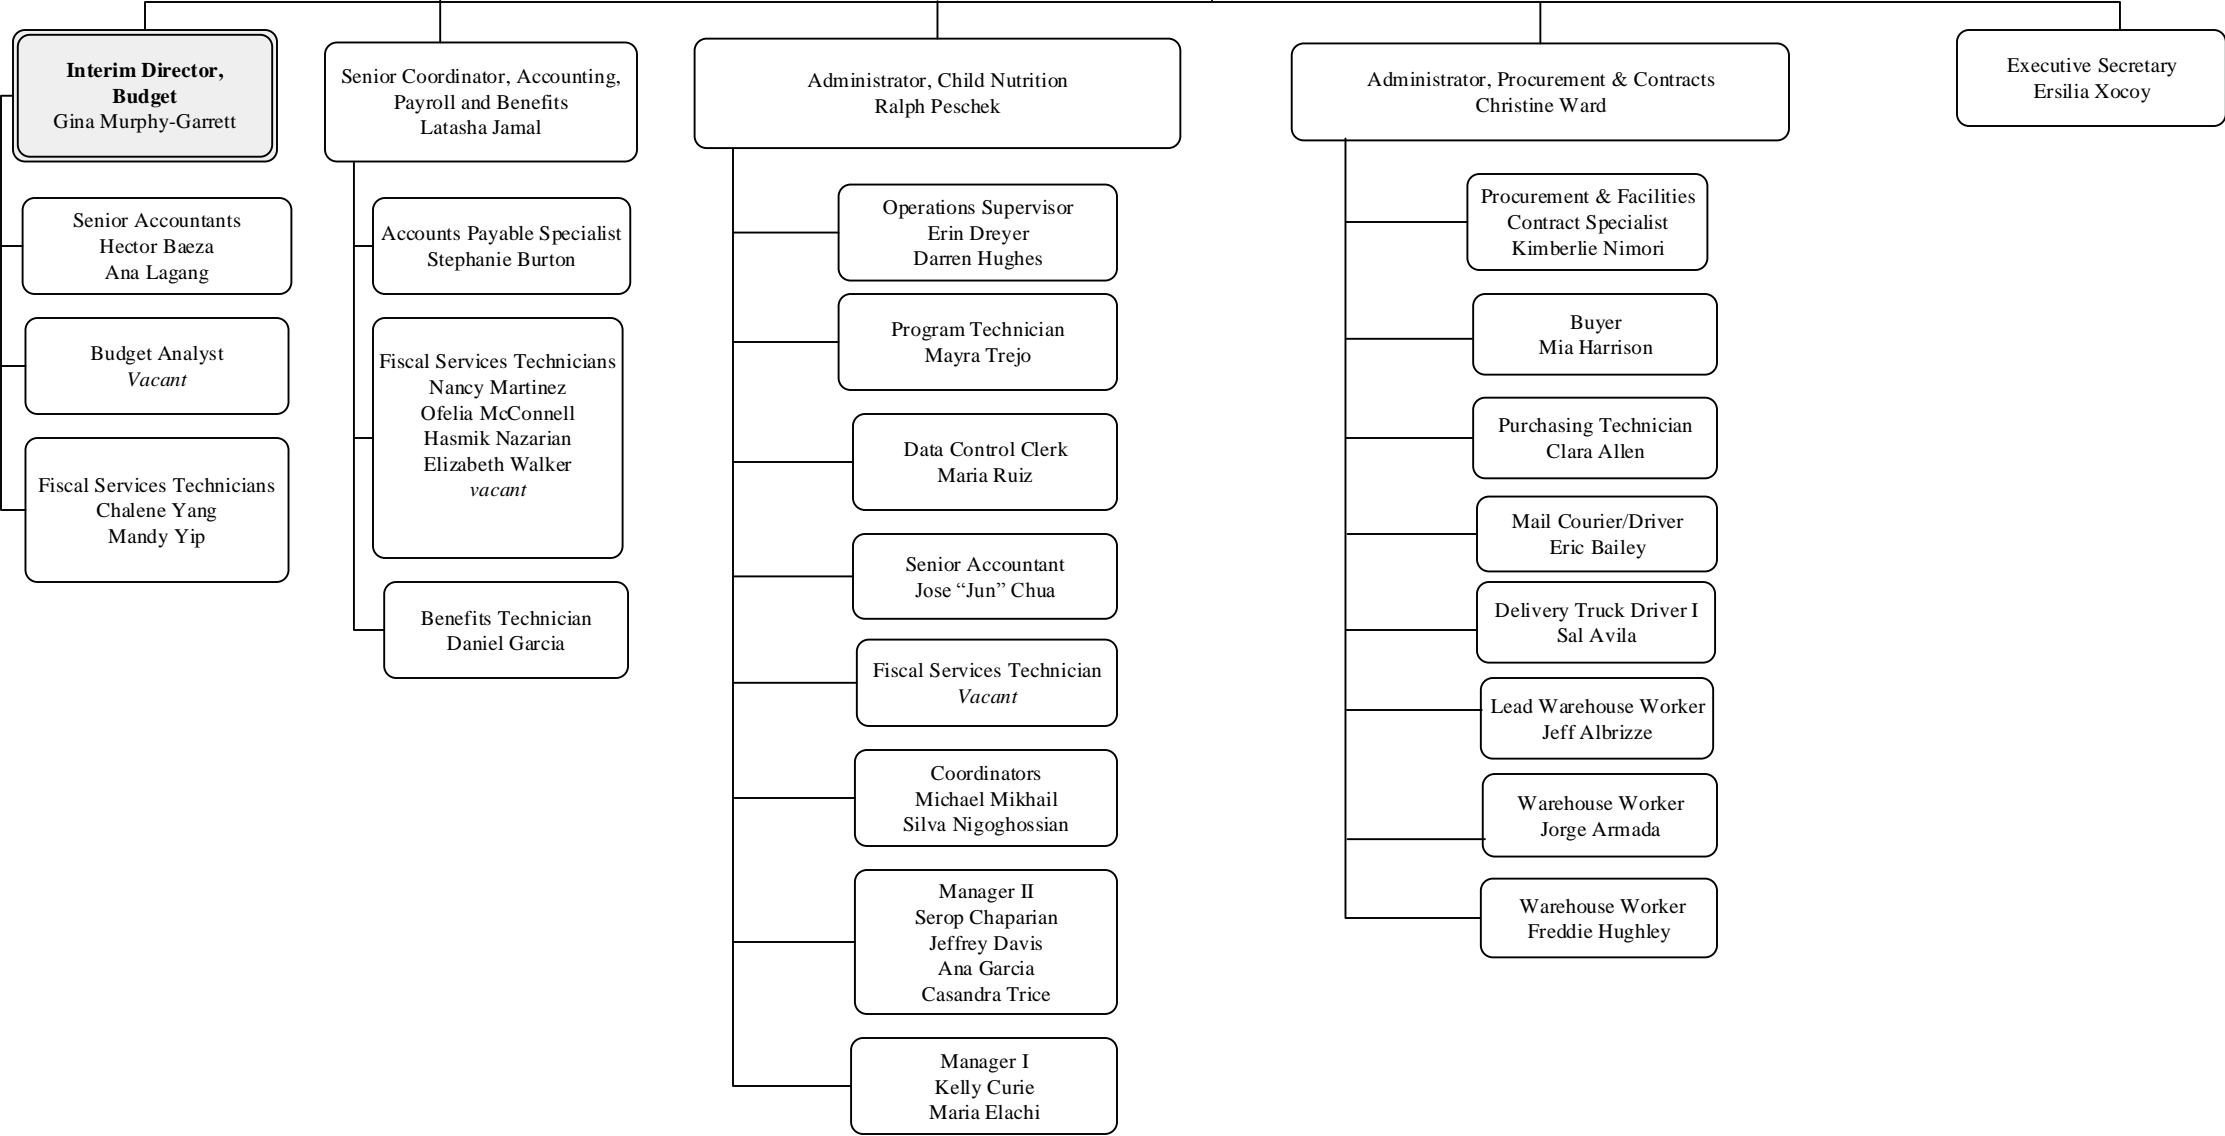 Interim Director,
Budget
Gina Murphy-Garrett
Senior Accountants
Hector Baeza
Ana Lagang
Budget Analyst
Vacant
Fiscal Services Technicians
Chalene Yang
Mandy Yip
Senior Coordinator, Accounting,
Payroll and Benefits
Latasha Jamal
Accounts Payable Specialist
Stephanie Burton
Fiscal Services Technicians
Nancy Martinez
Ofelia McConnell
Hasmik Nazarian
Elizabeth Walker
vacant
Benefits Technician
Daniel Garcia
Administrator, Child Nutrition
Ralph Peschek
Operations Supervisor
Erin Dreyer
Darren Hughes
Program Technician
Mayra Trejo
Data Control Clerk
Maria Ruiz
Senior Accountant
Jose “Jun” Chua
Fiscal Services Technician
Vacant
Coordinators
Michael Mikhail
Silva Nigoghossian
Manager II
Serop Chaparian
Jeffrey Davis
Ana Garcia
Casandra Trice
Manager I
Kelly Curie
Maria Elachi
Administrator, Procurement & Contracts
Christine Ward
Procurement & Facilities
Contract Specialist
Kimberlie Nimori
Buyer
Mia Harrison
Purchasing Technician
Clara Allen
Mail Courier/Driver
Eric Bailey
Delivery Truck Driver I
Sal Avila
Lead Warehouse Worker
Jeff Albrizze
Warehouse Worker
Jorge Armada
Warehouse Worker
Freddie Hughley
Executive Secretary
Ersilia Xocoy